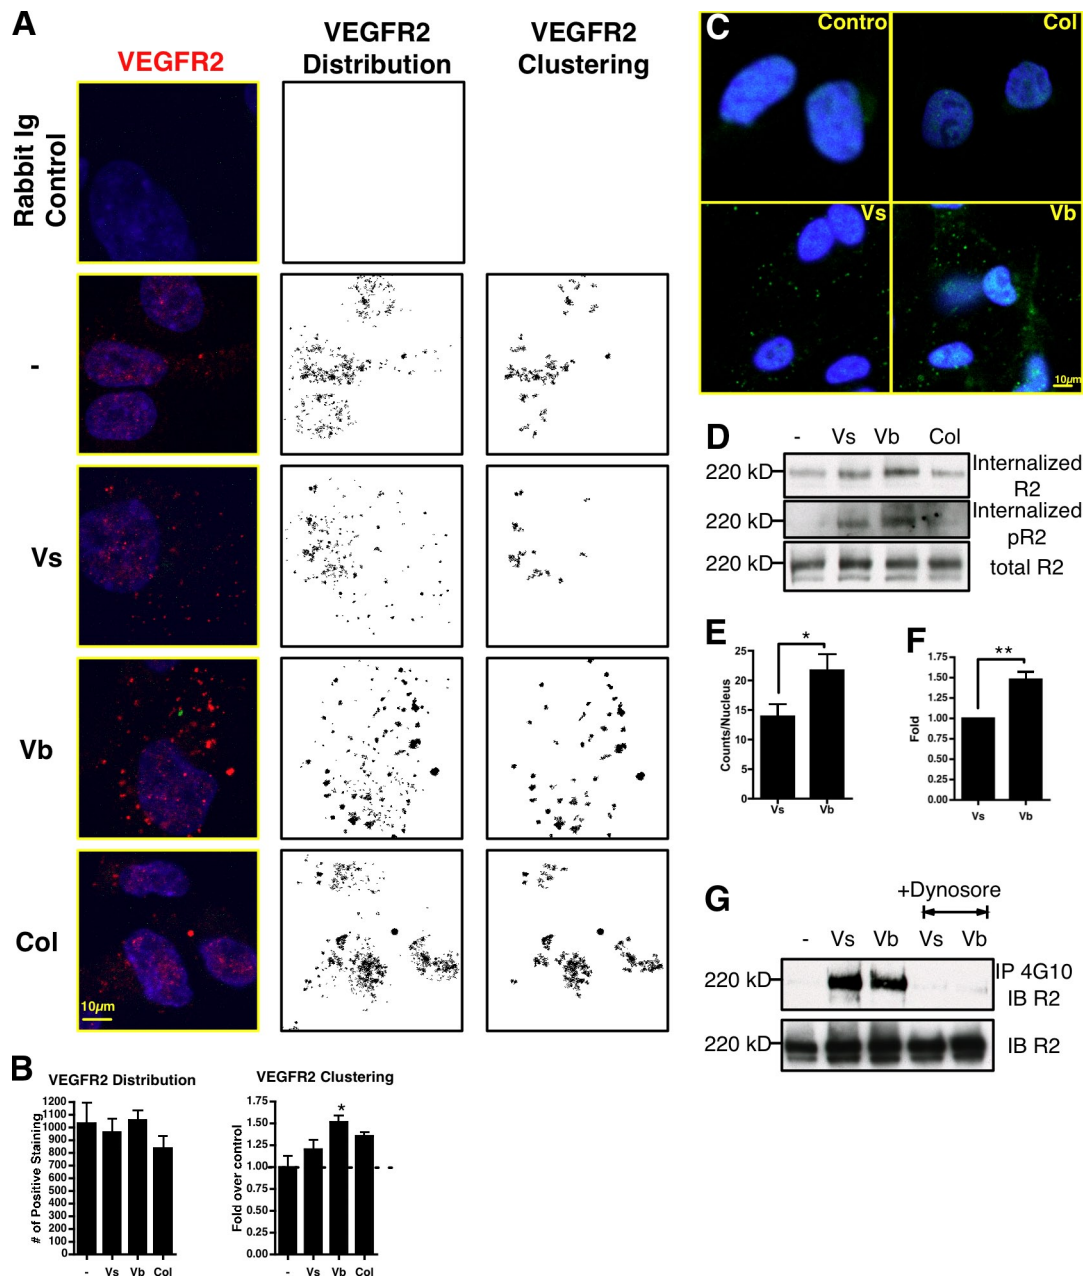 A
VEGFR2
VEGFR2
Distribution
VEGFR2
Clustering
Rabbit Ig
Control
-
Vs
Vb
Col
10µm
B
VEGFR2 Distribution
# of Positive Staining
1200
1100
1000
900
800
700
600
500
400
300
200
100
0
- Vs Vb Col
VEGFR2 Clustering
Fold over control
1.75
1.50
1.25
1.00
0.75
0.50
0.25
0.00
*
- Vs Vb Col
C
Contro
Col
Vs
Vb
10µm
D
- Vs Vb Col
220 kD
Internalized
R2
220 kD
Internalized
pR2
220 kD
total R2
E
Counts/Nucleus
25
20
15
10
5
0
*
Vs Vb
F
Fold
1.75
1.50
1.25
1.00
0.75
0.50
0.25
0.00
**
Vs Vb
G
+Dynosore
- Vs Vb Vs Vb
220 kD
IP 4G10
IB R2
220 kD
IB R2